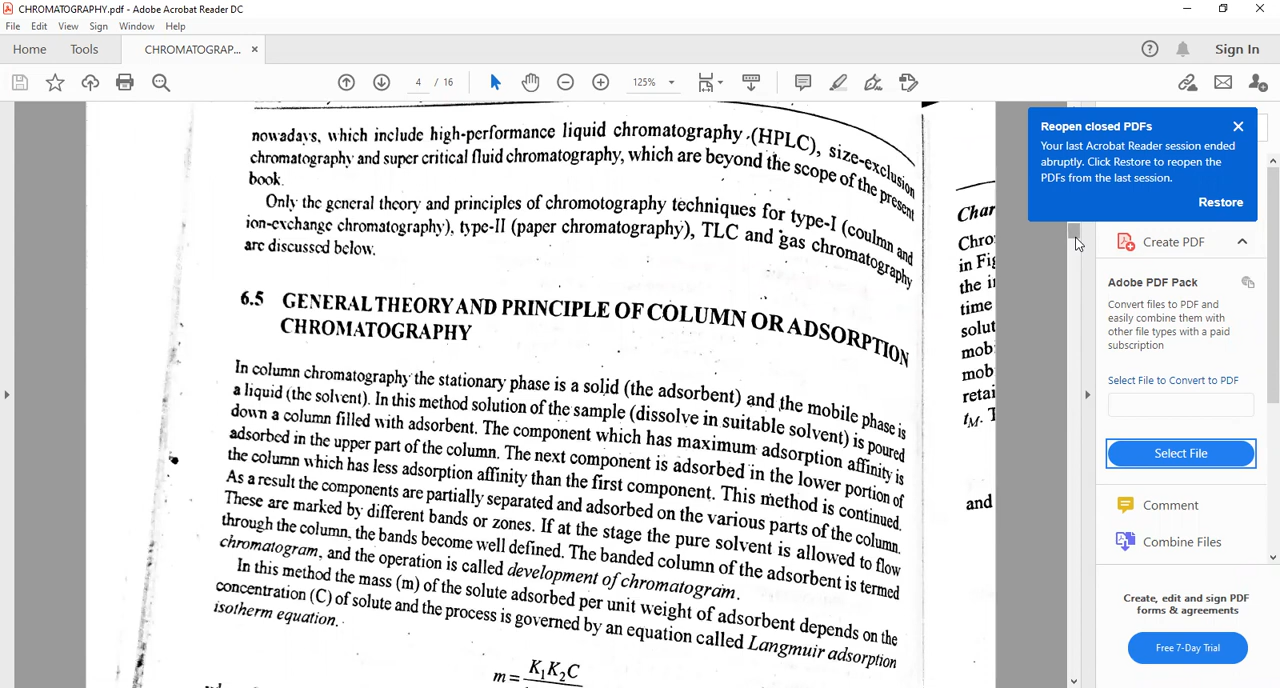 CHROMATOGRAPHY.pdf - Adobe Acrobat Reader DC
File Edit View Sign Window Help
Home Tools CHROMATOGRAP... × Sign In
4 / 16 125%
nowadays, which include high-performance liquid chromatography (HPLC), size-exclusion
chromatography and super critical fluid chromatography, which are beyond the scope of the present
book.
Only the general theory and principles of chromotography techniques for type-I (coulmn and
ion-exchange chromatography), type-II (paper chromatography), TLC and gas chromatography
are discussed below.
6.5 GENERAL THEORY AND PRINCIPLE OF COLUMN OR ADSORPTION
CHROMATOGRAPHY
In column chromatography the stationary phase is a solid (the adsorbent) and the mobile phase is
a liquid (the solvent). In this method solution of the sample (dissolve in suitable solvent) is poured
down a column filled with adsorbent. The component which has maximum adsorption affinity is
adsorbed in the upper part of the column. The next component is adsorbed in the lower portion of
the column which has less adsorption affinity than the first component. This method is continued.
As a result the components are partially separated and adsorbed on the various parts of the column.
These are marked by different bands or zones. If at the stage the pure solvent is allowed to flow
through the column, the bands become well defined. The banded column of the adsorbent is termed
chromatogram, and the operation is called development of chromatogram.
In this method the mass (m) of the solute adsorbed per unit weight of adsorbent depends on the
concentration (C) of solute and the process is governed by an equation called Langmuir adsorption
isotherm equation.
m = K₁K₂C
Char
Chro
in Fig
the i
time
solut
mob
mob
retai
t_M. T
and
Reopen closed PDFs
Your last Acrobat Reader session ended
abruptly. Click Restore to reopen the
PDFs from the last session.
Restore
Create PDF
Adobe PDF Pack
Convert files to PDF and
easily combine them with
other file types with a paid
subscription
Select File to Convert to PDF
Select File
Comment
Combine Files
Create, edit and sign PDF
forms & agreements
Free 7-Day Trial